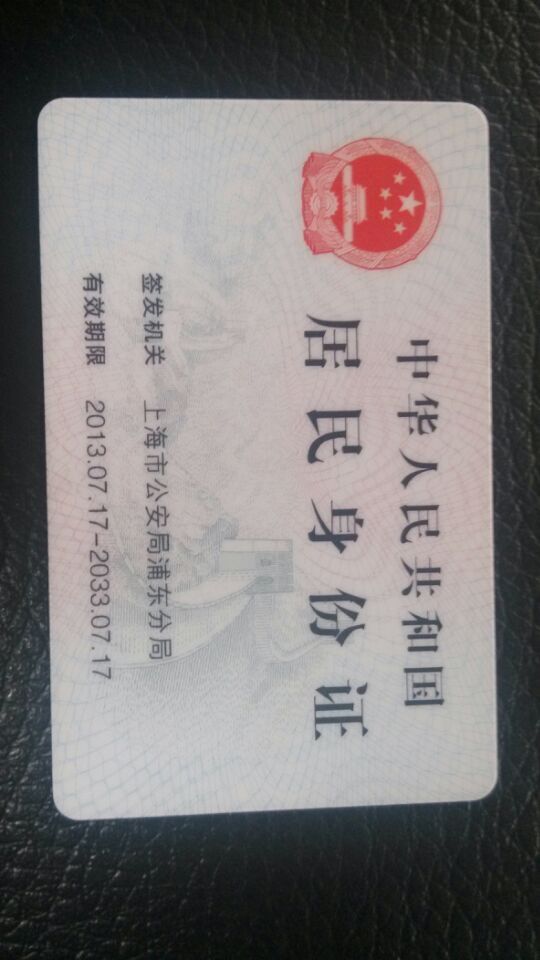 中华人民共和国
居民身份证
签发机关 上海市公安局浦东分局
有效期限 2013.07.17-2033.07.17